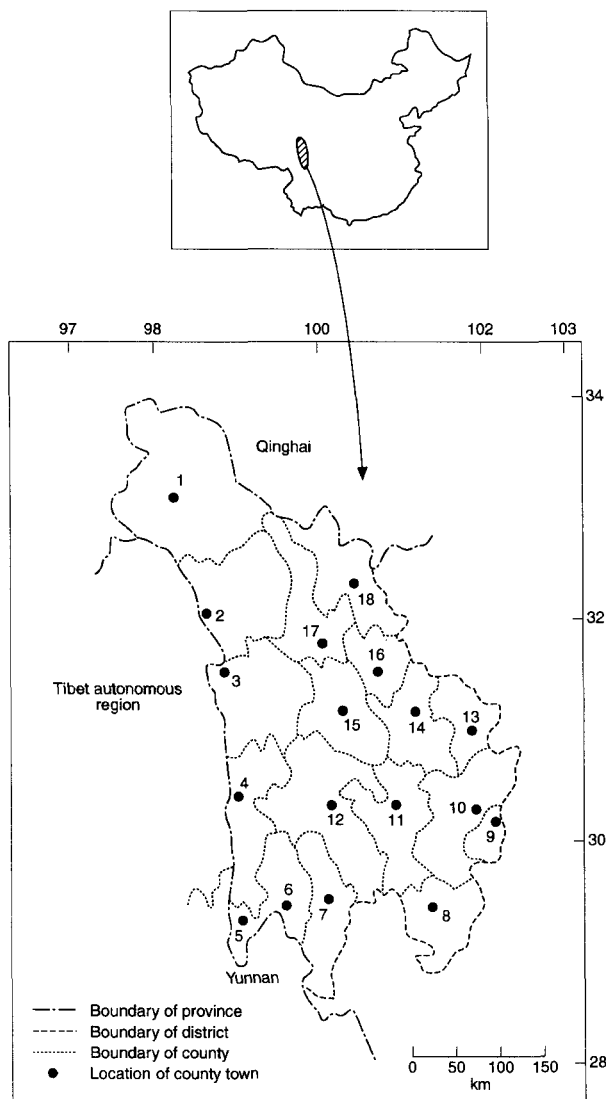 97 98 100 102 103
34
Qinghai
1
32
2
18
17
16
3
Tibet autonomous
region
15
14
13
4
12
11
10
9
30
6
7
8
5
Yunnan
Boundary of province
Boundary of district
Boundary of county
Location of county town
0 50 100 150
km
28